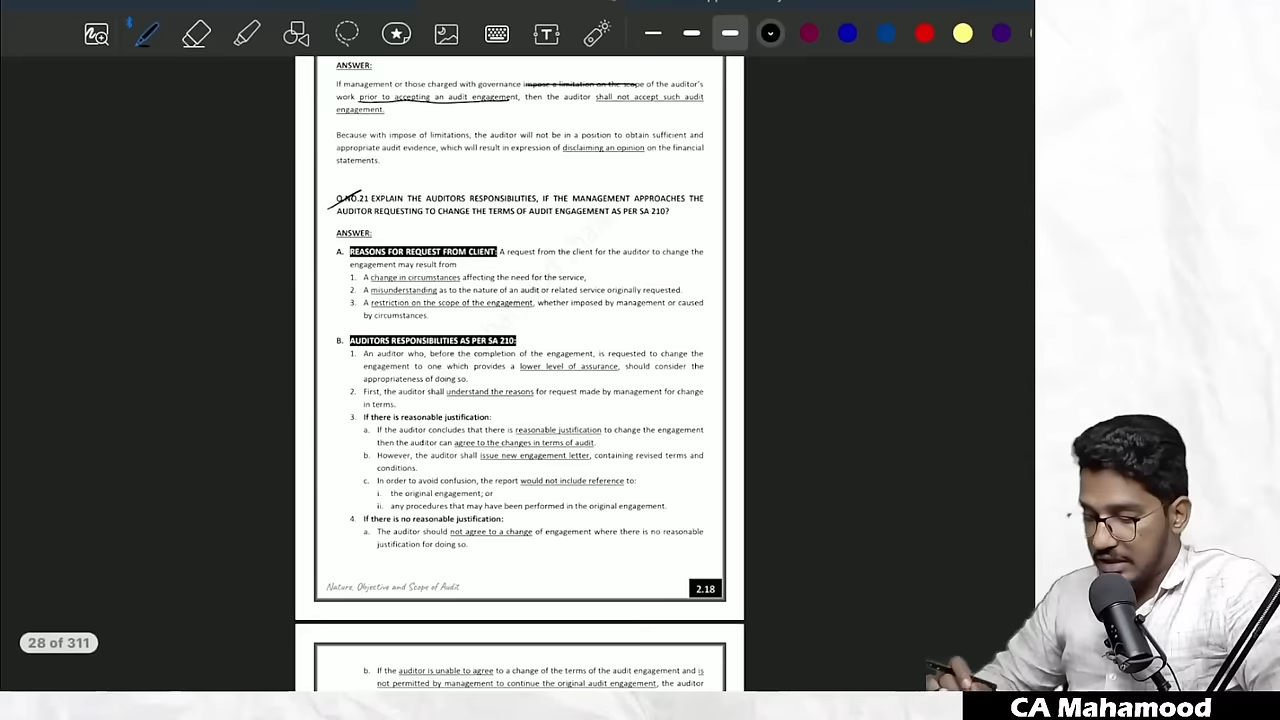 ANSWER:
If management or those charged with governance impose a limitation on the scope of the auditor's
work prior to accepting an audit engagement, then the auditor shall not accept such audit
engagement.
Because with impose of limitations, the auditor will not be in a position to obtain sufficient and
appropriate audit evidence, which will result in expression of disclaiming an opinion on the financial
statements.
Q.NO.21 EXPLAIN THE AUDITORS RESPONSIBILITIES, IF THE MANAGEMENT APPROACHES THE
AUDITOR REQUESTING TO CHANGE THE TERMS OF AUDIT ENGAGEMENT AS PER SA 210?
ANSWER:
A. REASONS FOR REQUEST FROM CLIENT: A request from the client for the auditor to change the
engagement may result from
1. A change in circumstances affecting the need for the service,
2. A misunderstanding as to the nature of an audit or related service originally requested.
3. A restriction on the scope of the engagement, whether imposed by management or caused
by circumstances.
B. AUDITORS RESPONSIBILITIES AS PER SA 210:
1. An auditor who, before the completion of the engagement, is requested to change the
engagement to one which provides a lower level of assurance, should consider the
appropriateness of doing so.
2. First, the auditor shall understand the reasons for request made by management for change
in terms.
3. If there is reasonable justification:
a. If the auditor concludes that there is reasonable justification to change the engagement
then the auditor can agree to the changes in terms of audit.
b. However, the auditor shall issue new engagement letter, containing revised terms and
conditions.
c. In order to avoid confusion, the report would not include reference to:
i. the original engagement; or
ii. any procedures that may have been performed in the original engagement.
4. If there is no reasonable justification:
a. The auditor should not agree to a change of engagement where there is no reasonable
justification for doing so.
Nature, Objective and Scope of Audit
2.18
28 of 311
b. If the auditor is unable to agree to a change of the terms of the audit engagement and is
not permitted by management to continue the original audit engagement, the auditor
CA Mahamood